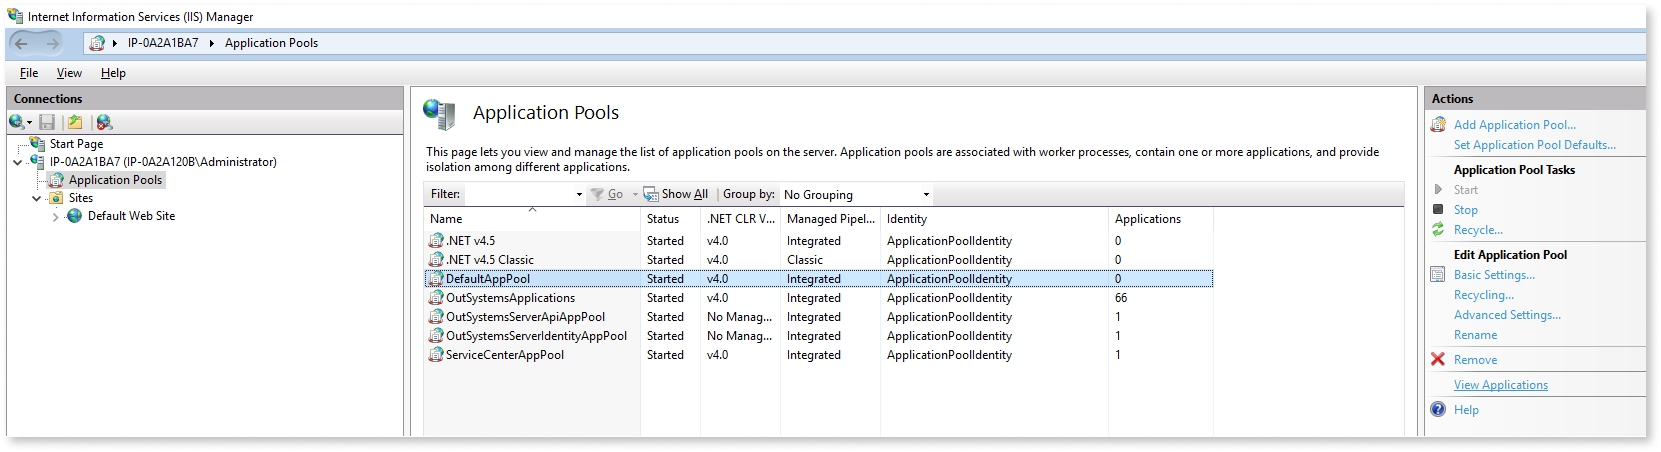 Internet Information Services (IIS) Manager
IP-0A2A1BA7 Application Pools
File View Help
Connections
Start Page
IP-0A2A1BA7 (IP-0A2A120B\Administrator)
Application Pools
Sites
Default Web Site
Application Pools
This page lets you view and manage the list of application pools on the server. Application pools are associated with worker processes, contain one or more applications, and provide
isolation among different applications.
Filter: Go Show All Group by: No Grouping
Name Status .NET CLR V... Managed Pipel... Identity Applications
.NET v4.5 Started v4.0 Integrated ApplicationPoolIdentity 0
.NET v4.5 Classic Started v4.0 Classic ApplicationPoolIdentity 0
DefaultAppPool Started v4.0 Integrated ApplicationPoolIdentity 0
OutSystemsApplications Started v4.0 Integrated ApplicationPoolIdentity 66
OutSystemsServerApiAppPool Started No Manag... Integrated ApplicationPoolIdentity 1
OutSystemsServerIdentityAppPool Started No Manag... Integrated ApplicationPoolIdentity 1
ServiceCenterAppPool Started v4.0 Integrated ApplicationPoolIdentity 1
Actions
Add Application Pool...
Set Application Pool Defaults...
Application Pool Tasks
Start
Stop
Recycle...
Edit Application Pool
Basic Settings...
Recycling...
Advanced Settings...
Rename
Remove
View Applications
Help